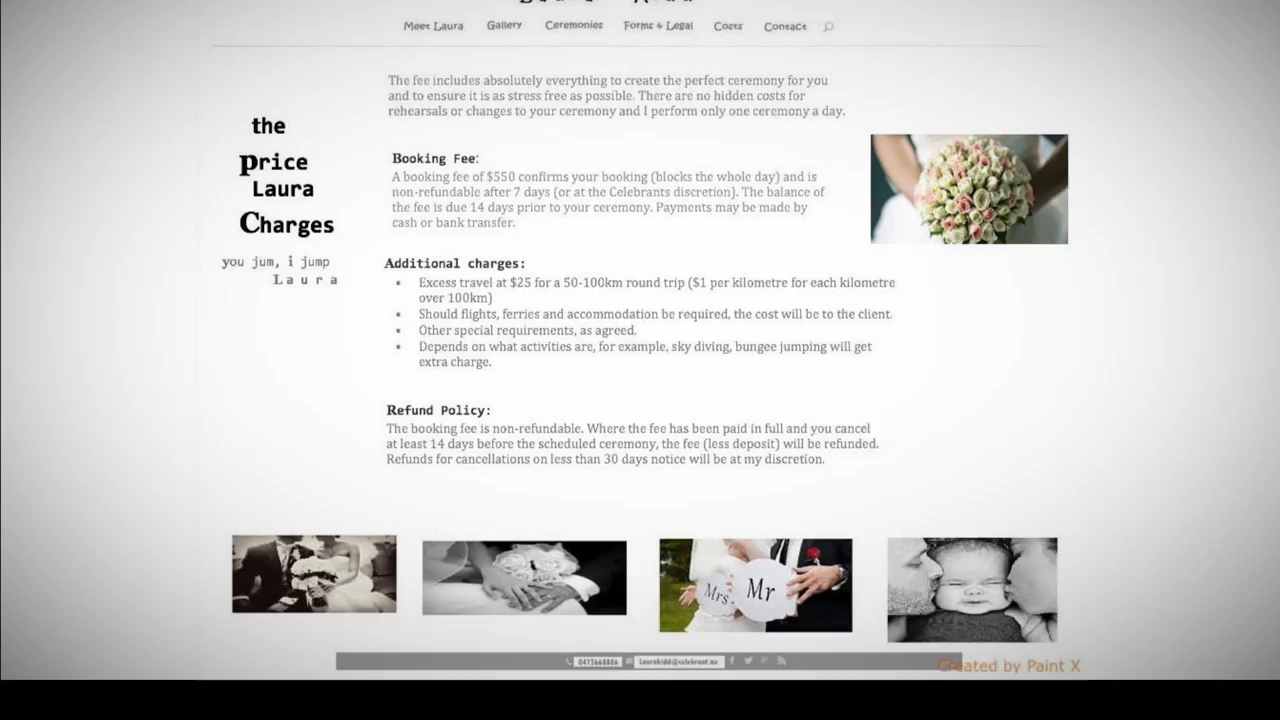 Meet Laura Gallery Ceremonies Forms & Legal Costs Contact
The fee includes absolutely everything to create the perfect ceremony for you
and to ensure it is as stress free as possible. There are no hidden costs for
rehearsals or changes to your ceremony and I perform only one ceremony a day.
the
price
Laura
Charges
you jum, i jump
Laura
Booking Fee:
A booking fee of $550 confirms your booking (blocks the whole day) and is
non-refundable after 7 days (or at the Celebrants discretion). The balance of
the fee is due 14 days prior to your ceremony. Payments may be made by
cash or bank transfer.
Additional charges:
Excess travel at $25 for a 50-100km round trip ($1 per kilometre for each kilometre
over 100km)
Should flights, ferries and accommodation be required, the cost will be to the client.
Other special requirements, as agreed.
Depends on what activities are, for example, sky diving, bungee jumping will get
extra charge.
Refund Policy:
The booking fee is non-refundable. Where the fee has been paid in full and you cancel
at least 14 days before the scheduled ceremony, the fee (less deposit) will be refunded.
Refunds for cancellations on less than 30 days notice will be at my discretion.
Mrs Mr
Created by Paint X